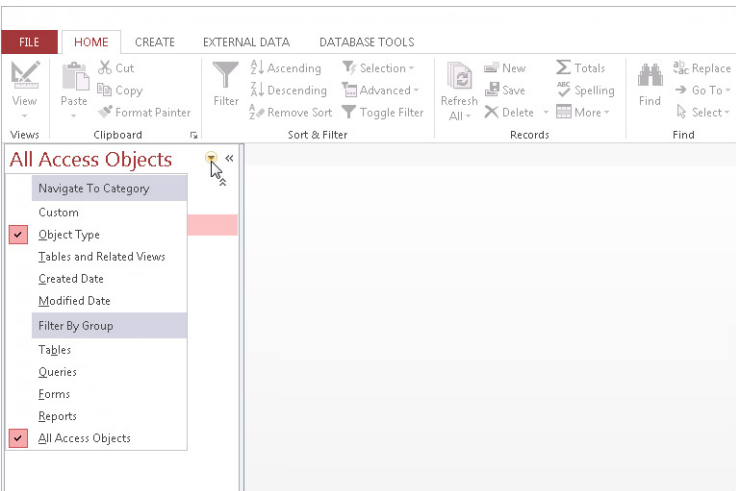 FILE HOME CREATE EXTERNAL DATA DATABASE TOOLS
View
Views
Paste
Cut
Copy
Format Painter
Clipboard
Filter
Ascending
Descending
Remove Sort
Selection
Advanced
Toggle Filter
Sort & Filter
Refresh
All
New
Save
Delete
Totals
Spelling
More
Records
Find
Replace
Go To
Select
Find
All Access Objects
Navigate To Category
Custom
Object Type
Tables and Related Views
Created Date
Modified Date
Filter By Group
Tables
Queries
Forms
Reports
All Access Objects